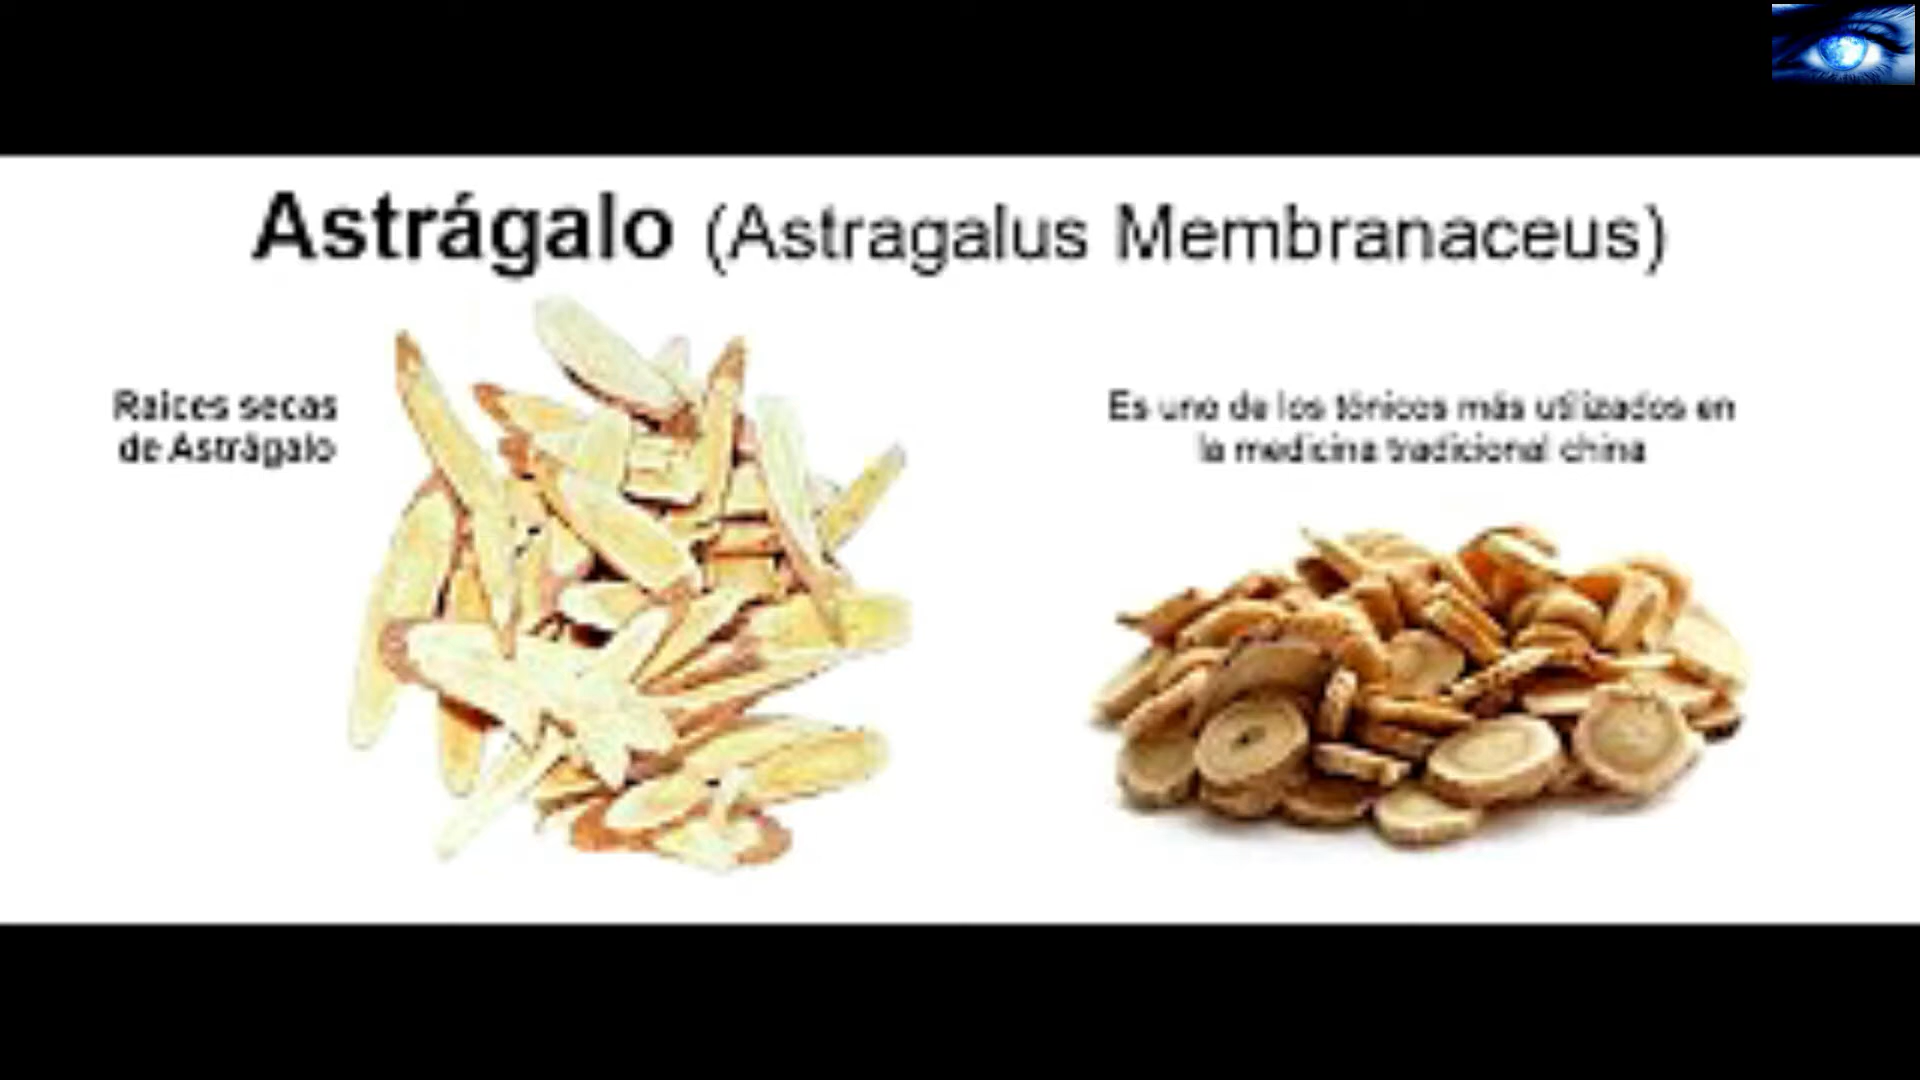 Astrágalo (Astragalus Membranaceus)
Raices secas
de Astrágalo
Es uno de los tónicos más utilizados en
la medicina tradicional china